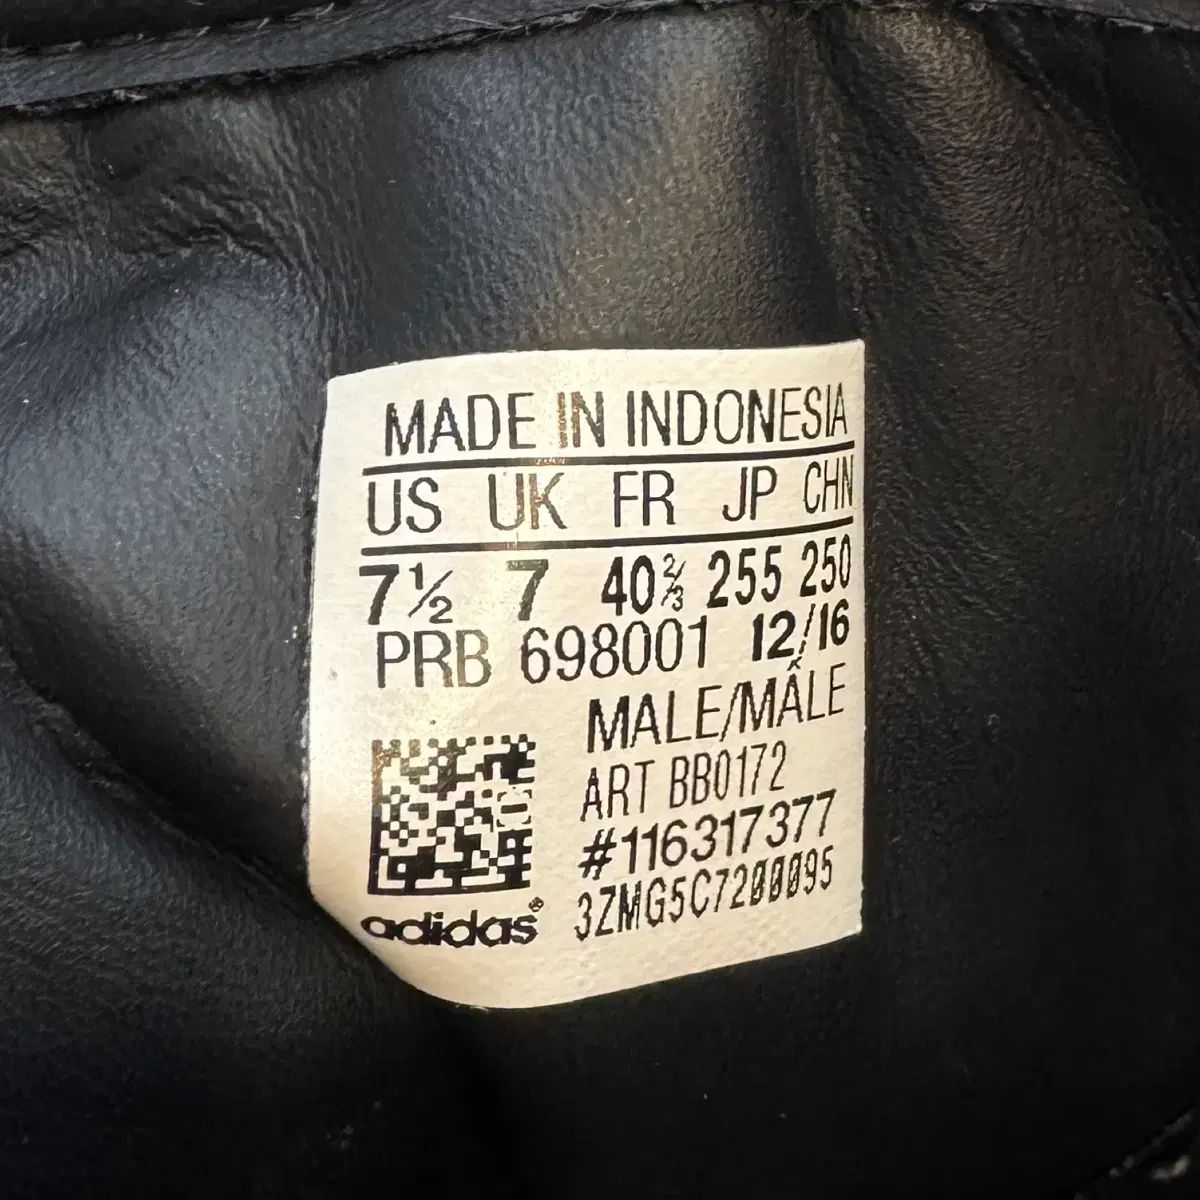 MADE IN INDONESIA
US UK FR JP CHN
7½ 7 40⅔ 255 250
PRB 698001 12/16
MALE/MÂLE
ART BB0172
#116317377
3ZMG5C7200095
adidas®